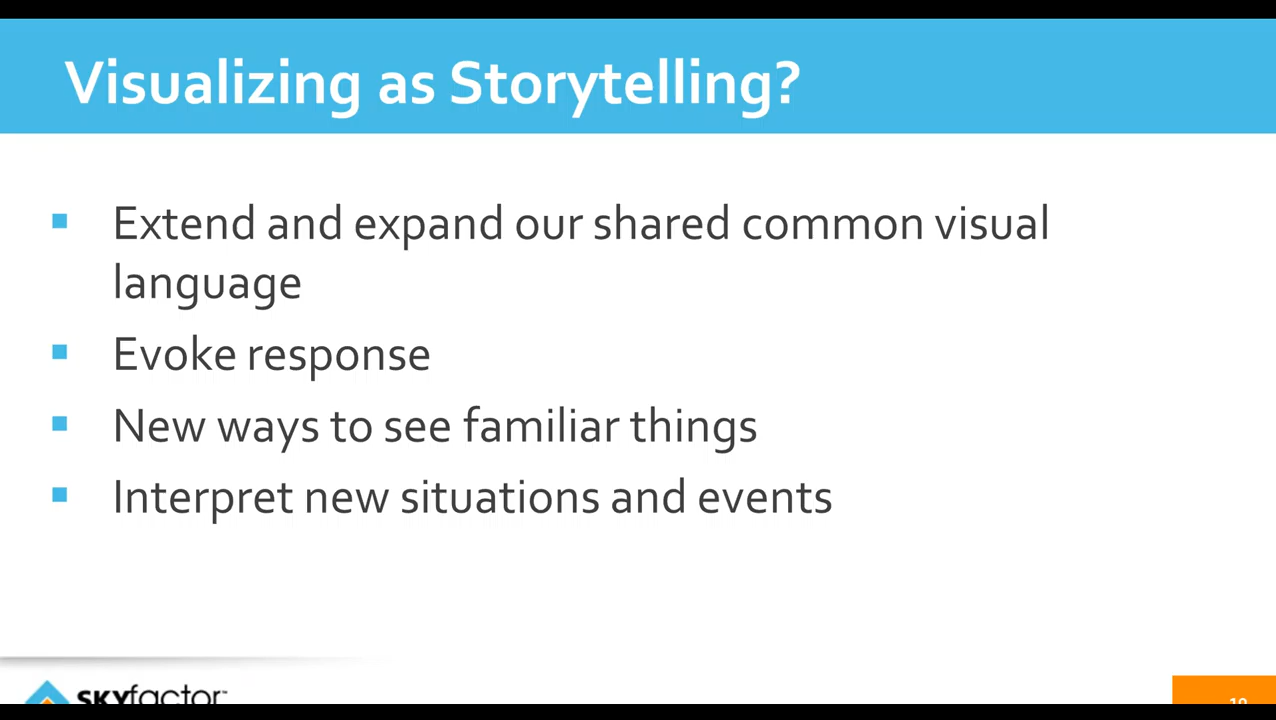 Visualizing as Storytelling?
Extend and expand our shared common visual
language
Evoke response
New ways to see familiar things
Interpret new situations and events
SKYfactor™